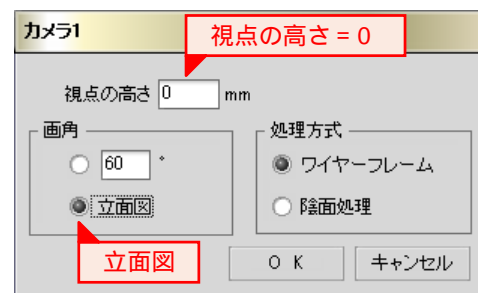 カメラ1
視点の高さ = 0
視点の高さ 0 mm
画角
60 °
立面図
処理方式
ワイヤーフレーム
陰面処理
立面図
O K
キャンセル